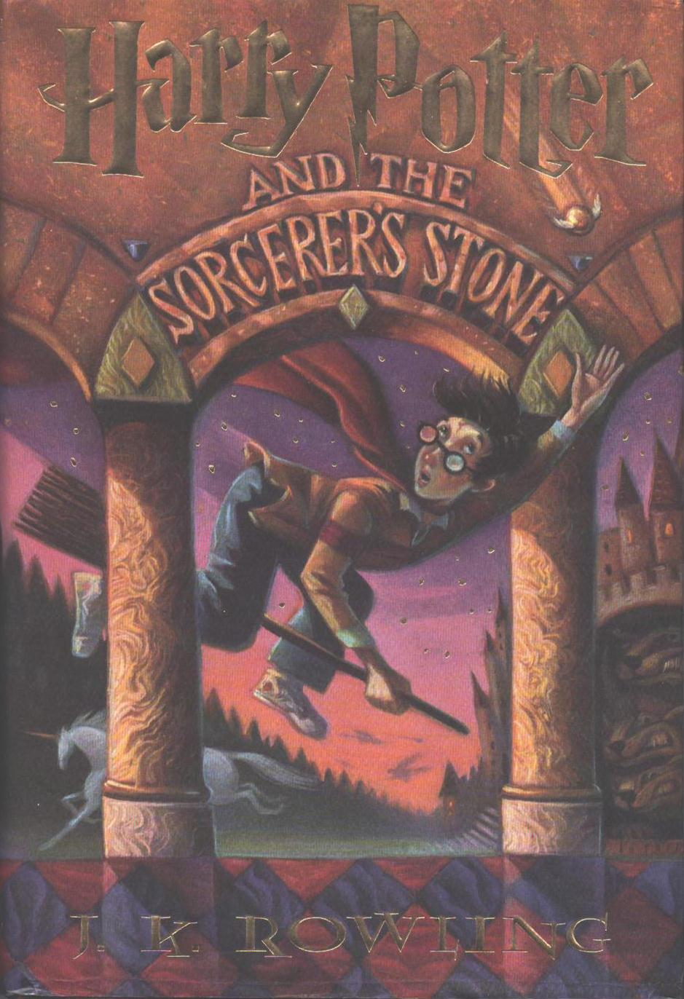 Harry Potter
AND THE
SORCERER'S STONE
J. K. ROWLING